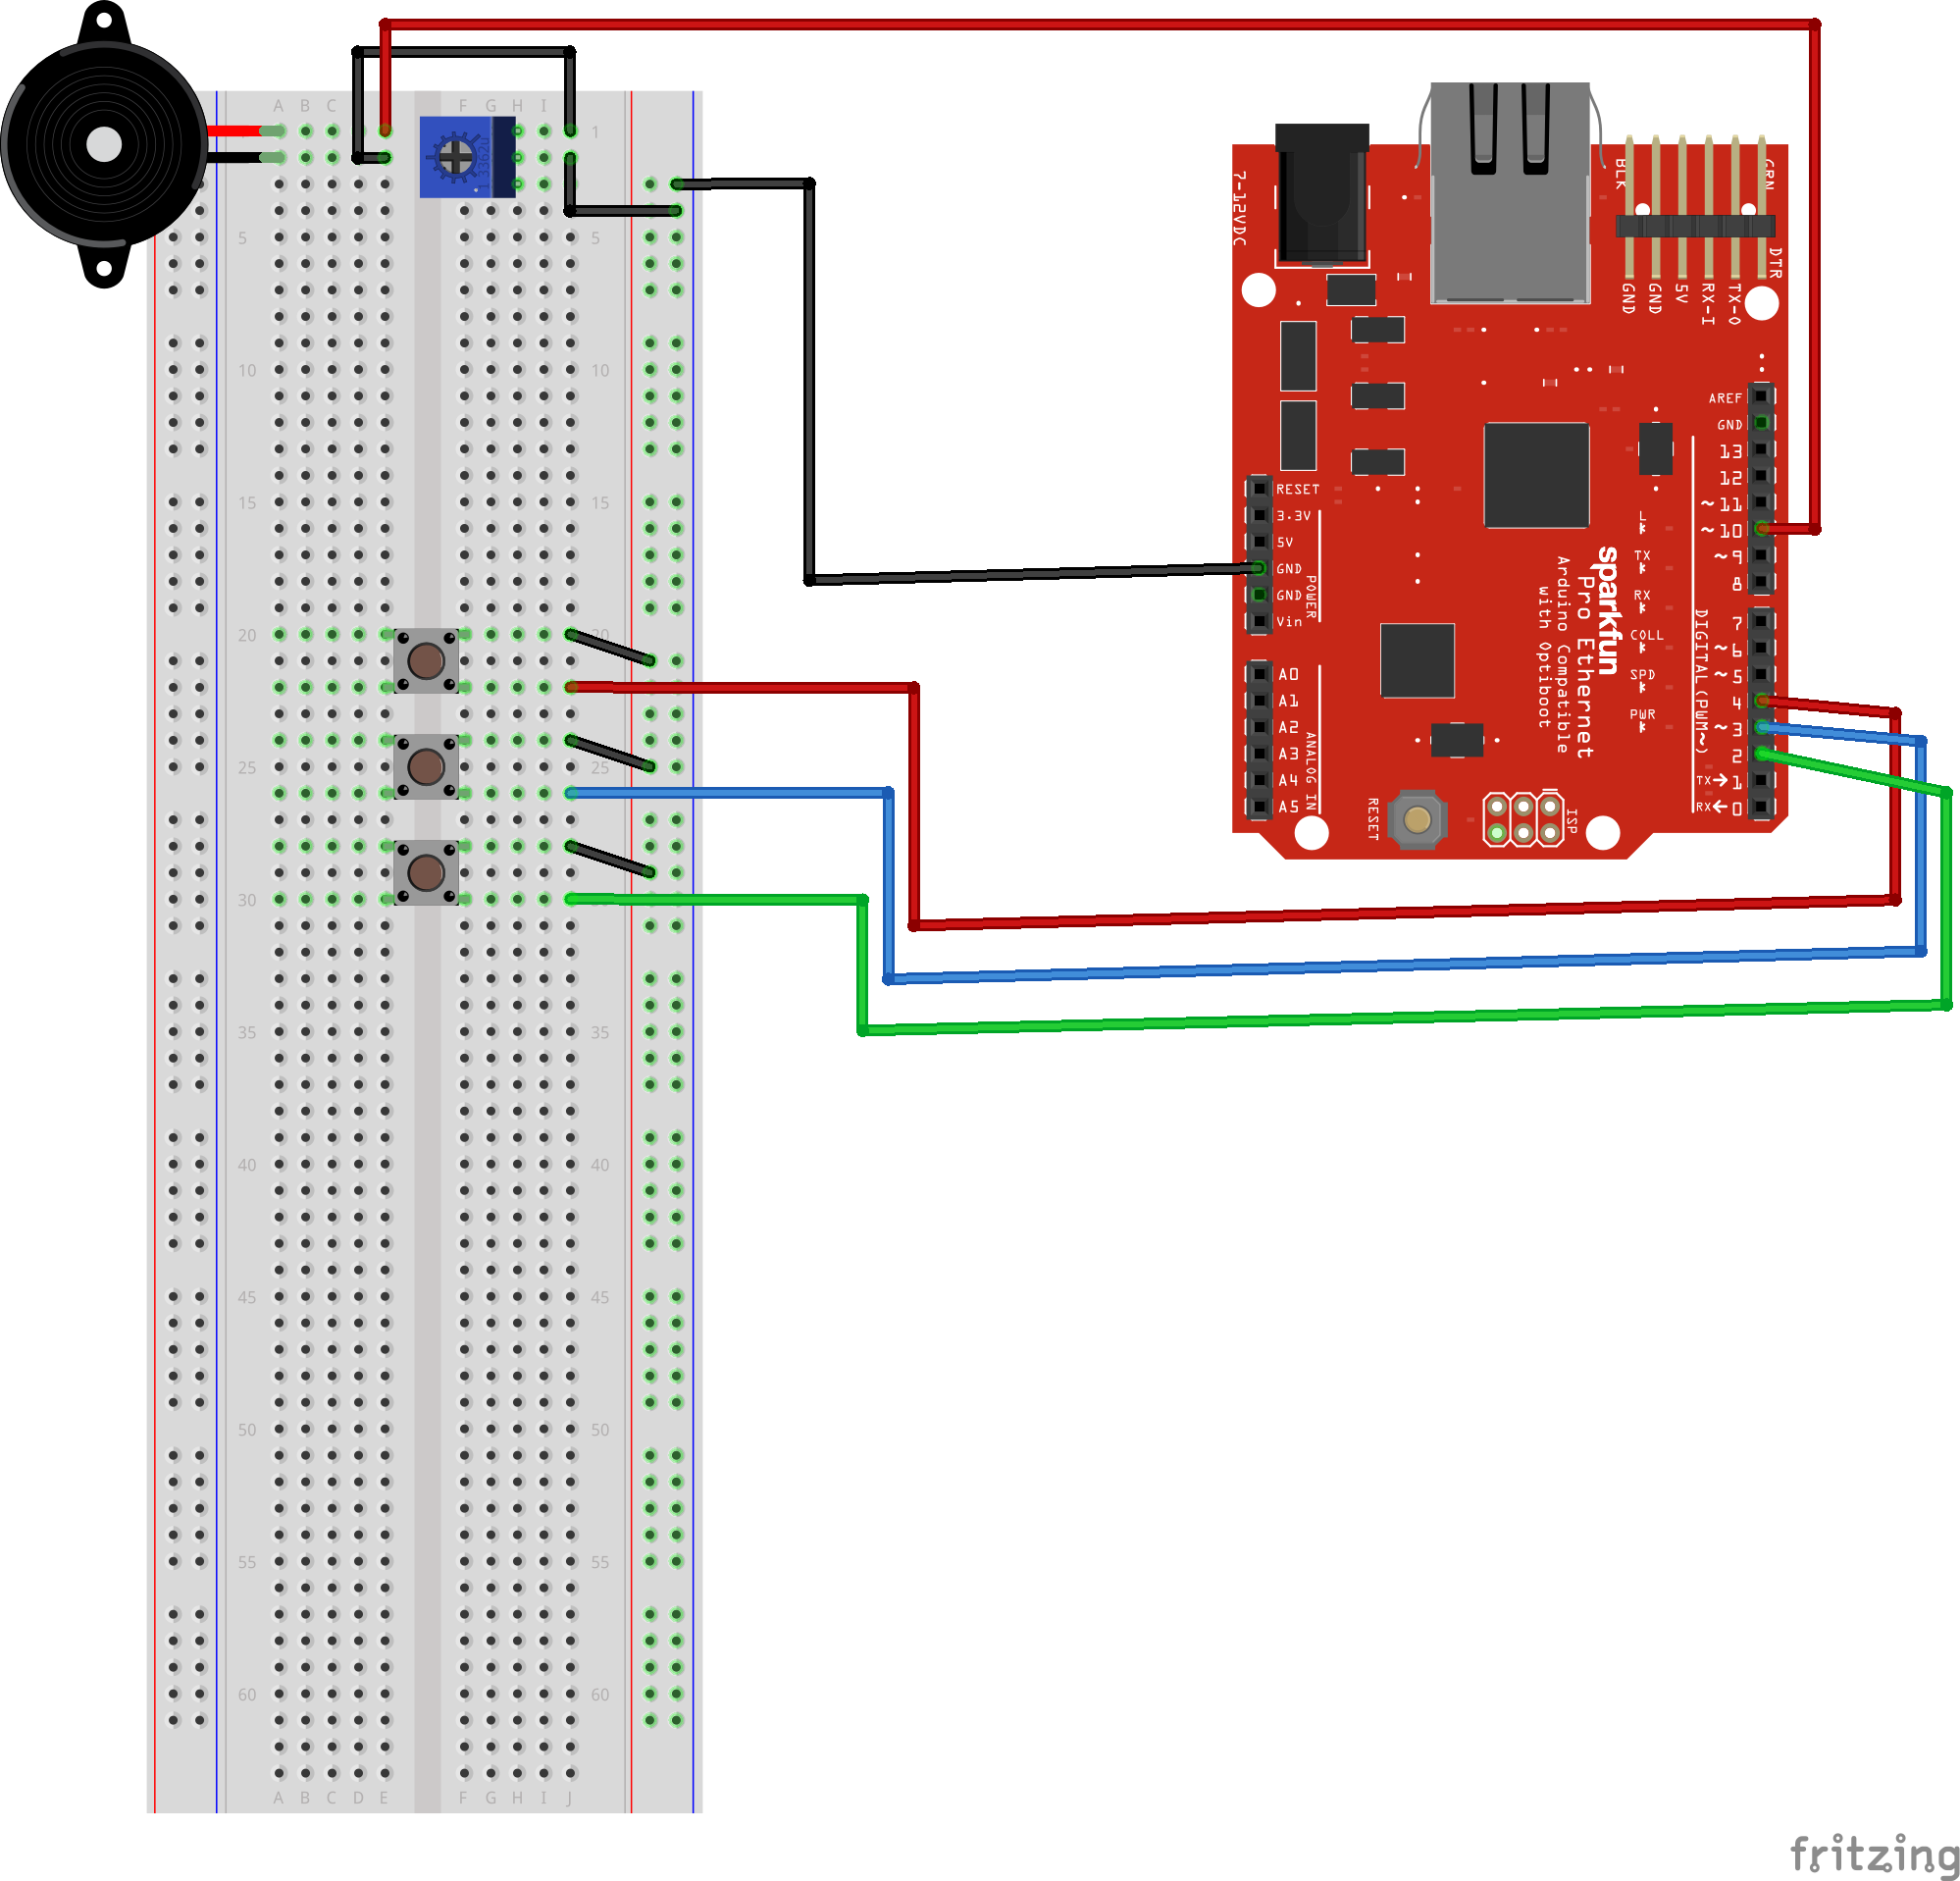 A B C F G H I
1
5 5
10 10
15 15
20 20
25 25
30
35 35
40 40
45 45
50 50
55 55
60 60
A B C D E F G H I J
7-12VDC
BLK
GRN
DTR
GND
GND
5V
RX-I
TX-O
AREF
GND
13
12
~ 11
~ 10
~ 9
8
7
~ 6
~ 5
4
~ 3
2
TX→ 1
RX← 0
DIGITAL (PWM~)
RESET
3.3V
5V
GND
GND
Vin
POWER
A0
A1
A2
A3
A4
A5
ANALOG IN
L
TX
RX
COLL
SPD
PWR
sparkfun
Pro Ethernet
Arduino Compatible
with Optiboot
RESET
ISP
fritzing